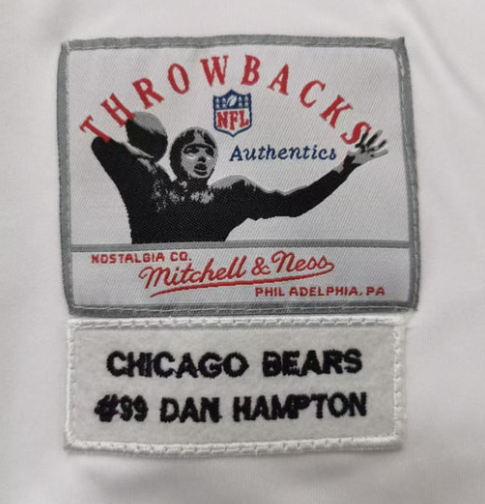 THROWBACKS
NFL
Authentics
NOSTALGIA CO.
Mitchell & Ness
PHILADELPHIA, PA
CHICAGO BEARS
#99 DAN HAMPTON